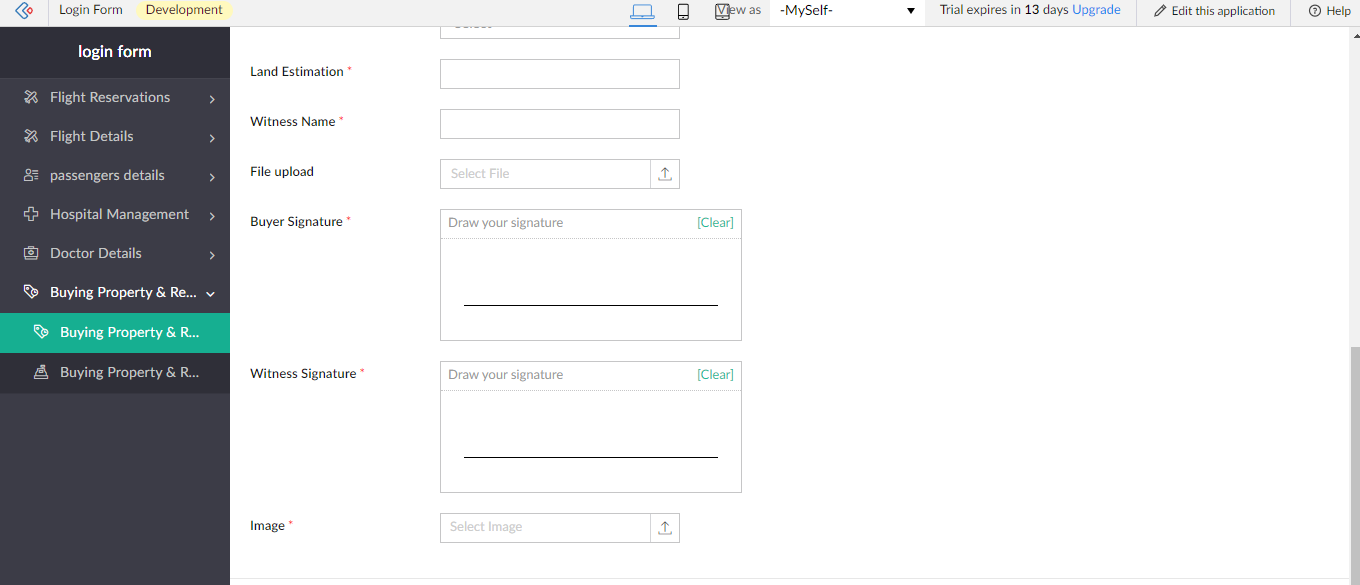 Login Form Development View as -MySelf- Trial expires in 13 days Upgrade Edit this application Help
login form
Flight Reservations
Flight Details
passengers details
Hospital Management
Doctor Details
Buying Property & Re...
Buying Property & R...
Buying Property & R...
Land Estimation *
Witness Name *
File upload Select File
Buyer Signature * Draw your signature [Clear]
Witness Signature * Draw your signature [Clear]
Image * Select Image